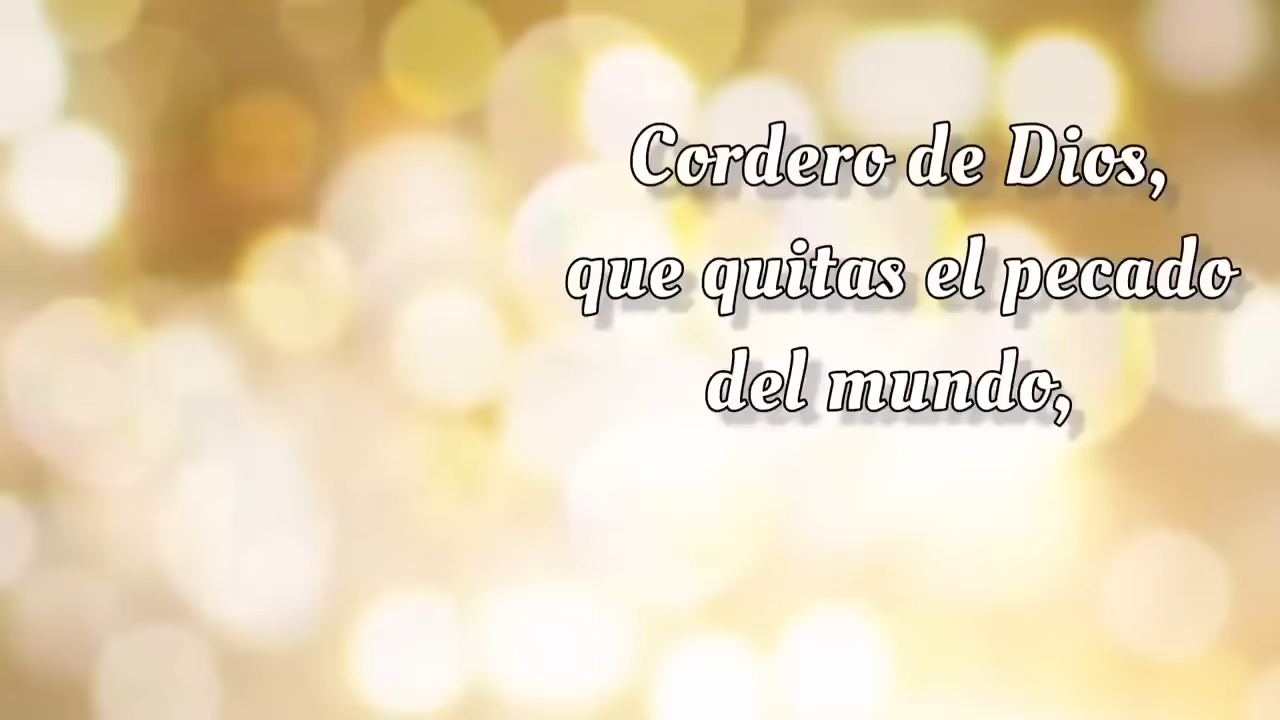 Cordero de Dios,
que quitas el pecado
del mundo,